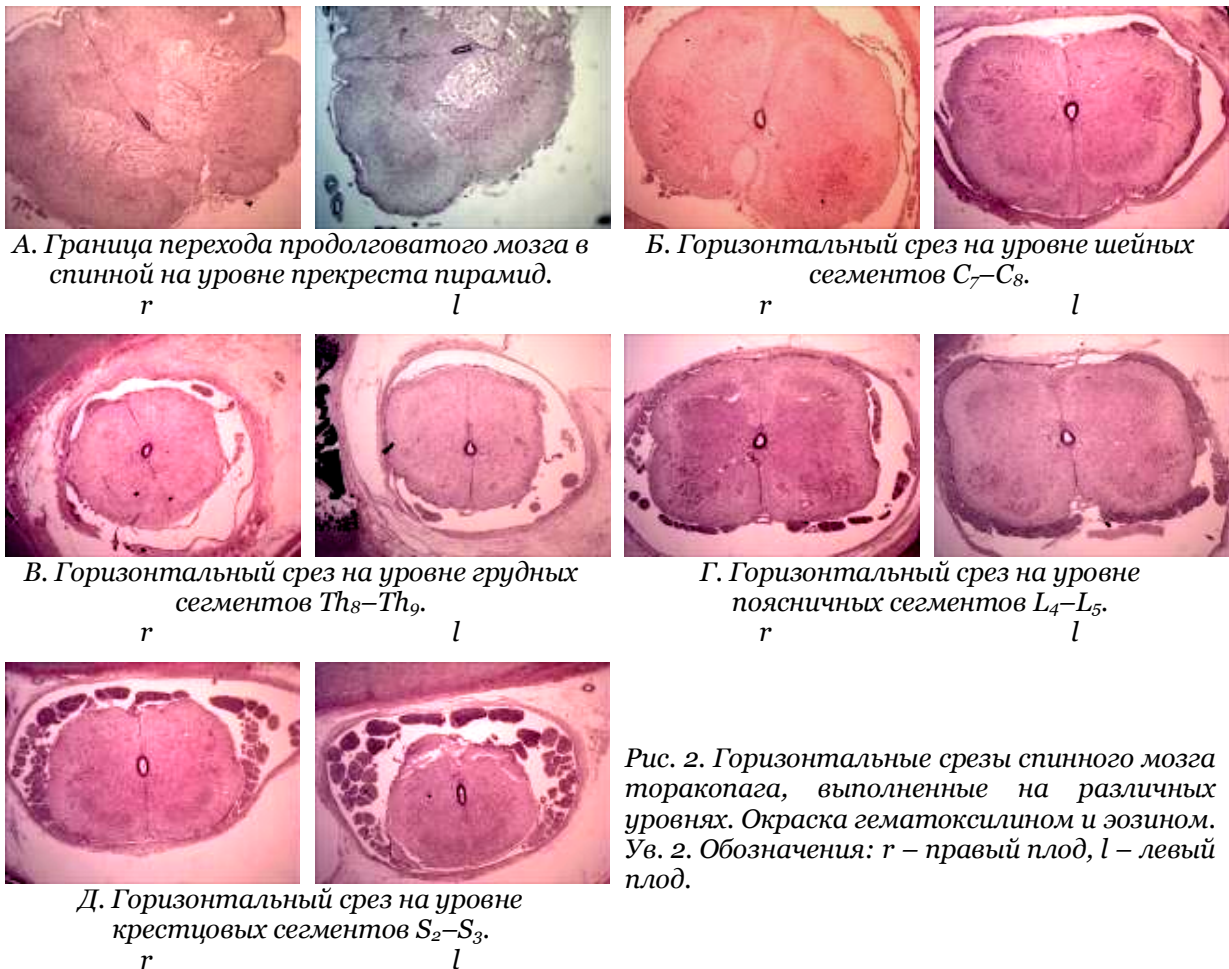 А. Граница перехода продолговатого мозга в
спинной на уровне прекреста пирамид.
r l
Б. Горизонтальный срез на уровне шейных
сегментов C₇–C₈.
r l
В. Горизонтальный срез на уровне грудных
сегментов Th₈–Th₉.
r l
Г. Горизонтальный срез на уровне
поясничных сегментов L₄–L₅.
r l
Д. Горизонтальный срез на уровне
крестцовых сегментов S₂–S₃.
r l
Рис. 2. Горизонтальные срезы спинного мозга
торакопага, выполненные на различных
уровнях. Окраска гематоксилином и эозином.
Ув. 2. Обозначения: r – правый плод, l – левый
плод.